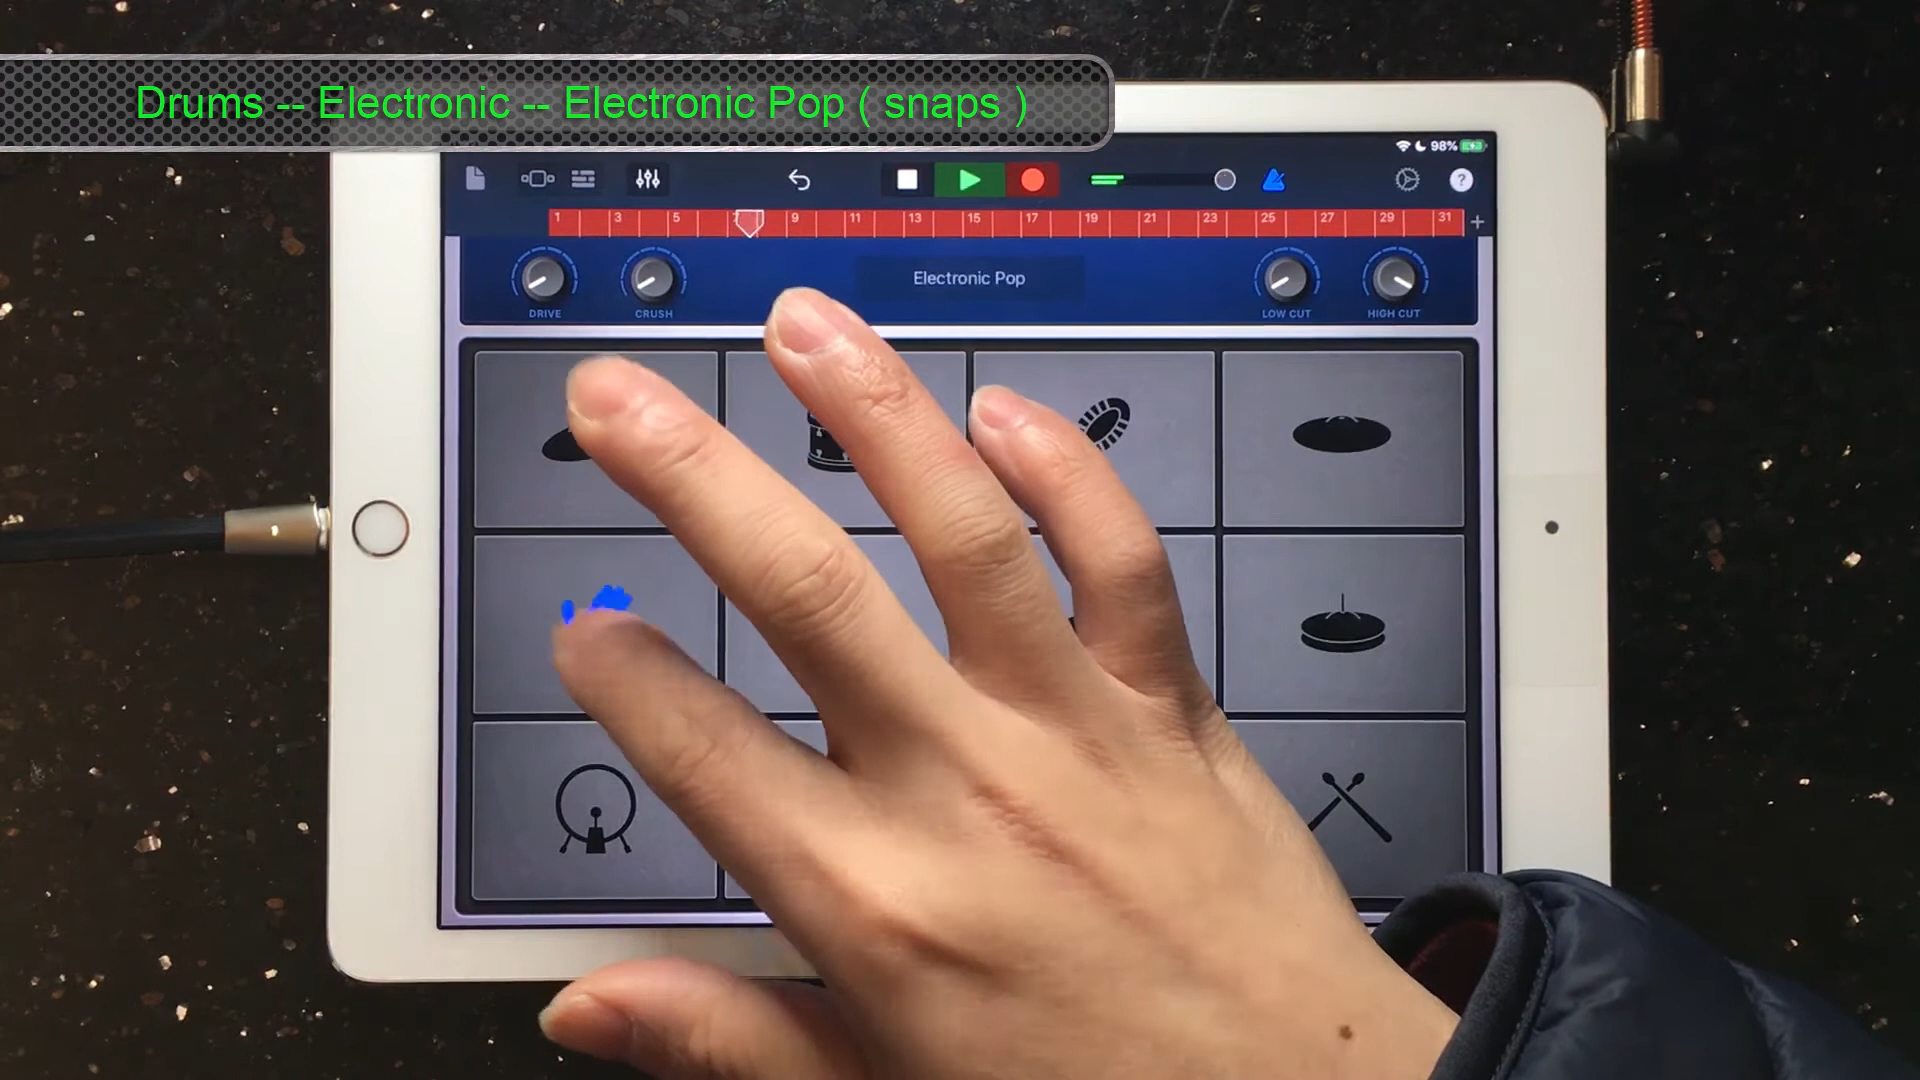 Drums -- Electronic -- Electronic Pop ( snaps )
98%
?
1 3 5 7 9 11 13 15 17 19 21 23 25 27 29 31 +
Electronic Pop
DRIVE CRUSH LOW CUT HIGH CUT